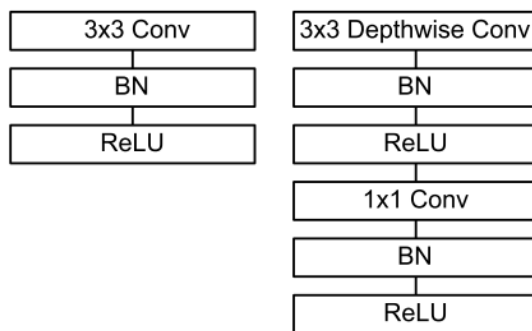 3x3 Conv
BN
ReLU
3x3 Depthwise Conv
BN
ReLU
1x1 Conv
BN
ReLU